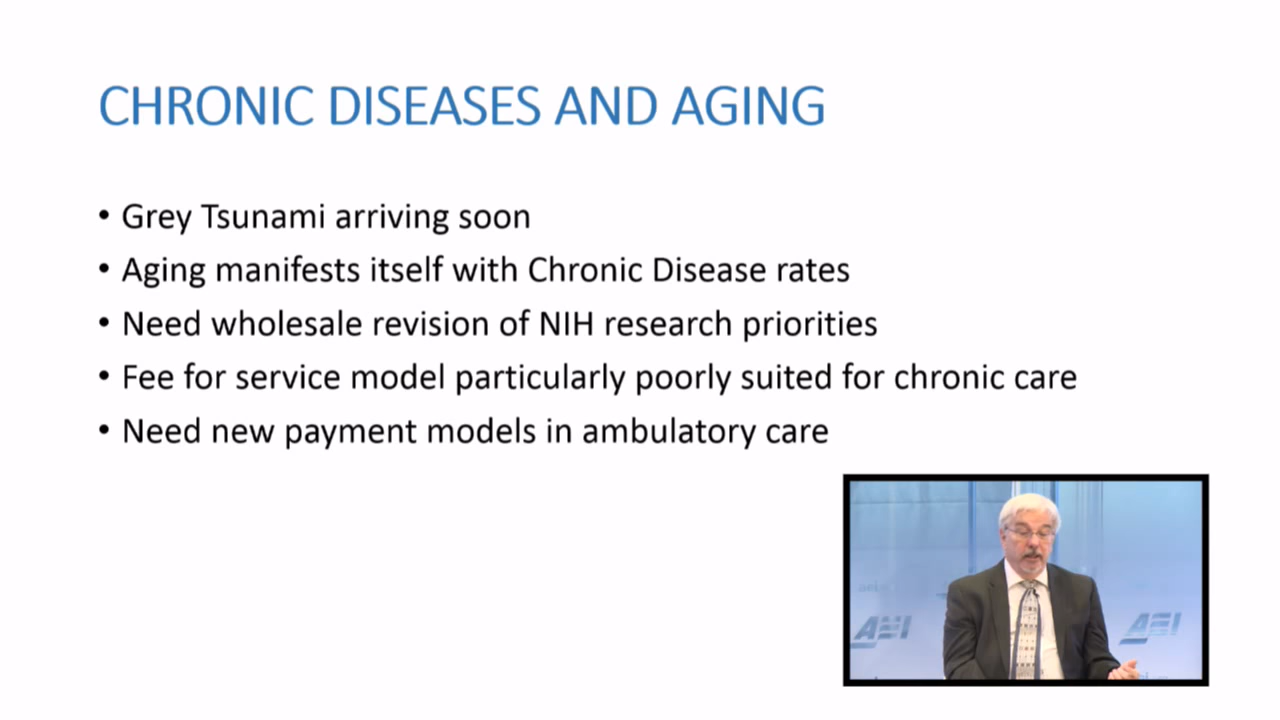 CHRONIC DISEASES AND AGING
• Grey Tsunami arriving soon
• Aging manifests itself with Chronic Disease rates
• Need wholesale revision of NIH research priorities
• Fee for service model particularly poorly suited for chronic care
• Need new payment models in ambulatory care
AEI
AEI